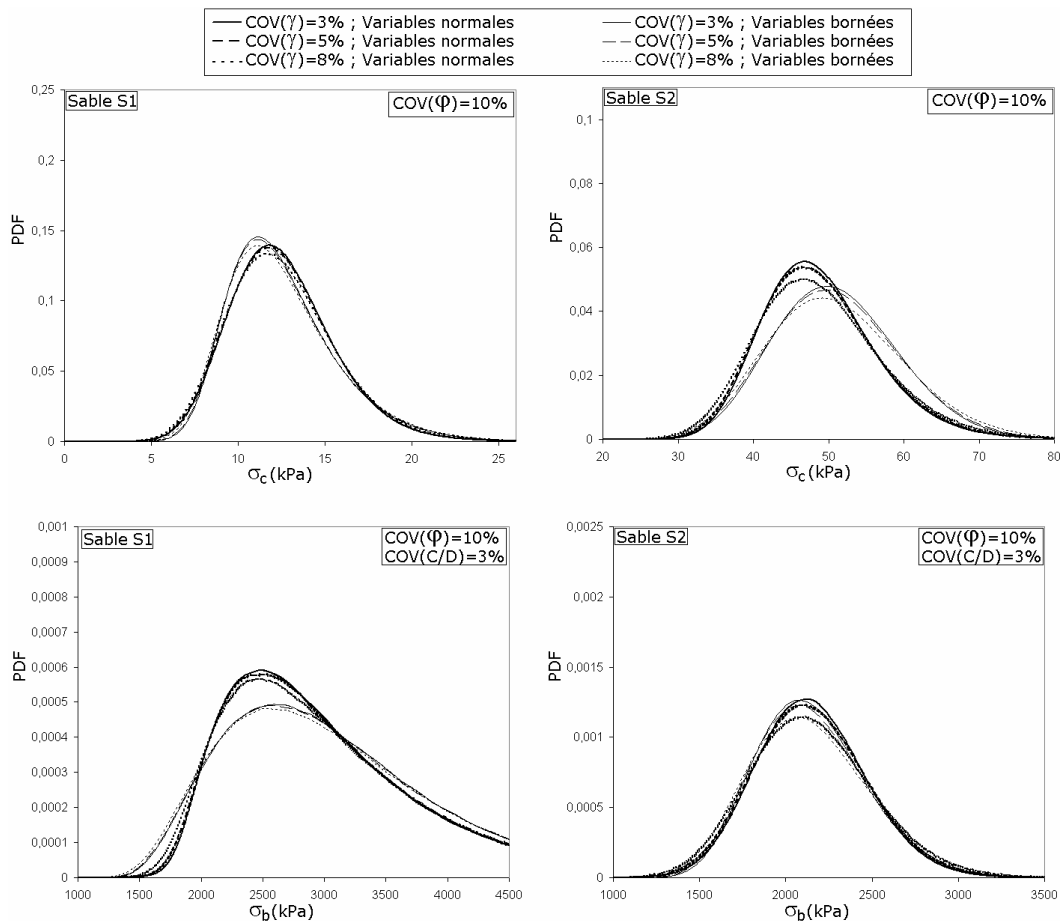 COV(γ)=3% ; Variables normales
COV(γ)=5% ; Variables normales
COV(γ)=8% ; Variables normales
COV(γ)=3% ; Variables bornées
COV(γ)=5% ; Variables bornées
COV(γ)=8% ; Variables bornées
Sable S1
COV(φ)=10%
PDF
0,25
0,2
0,15
0,1
0,05
0
0 5 10 15 20 25
σc(kPa)
Sable S2
COV(φ)=10%
PDF
0,1
0,08
0,06
0,04
0,02
0
20 30 40 50 60 70 80
σc(kPa)
Sable S1
COV(φ)=10%
COV(C/D)=3%
PDF
0,001
0,0009
0,0008
0,0007
0,0006
0,0005
0,0004
0,0003
0,0002
0,0001
0
1000 1500 2000 2500 3000 3500 4000 4500
σb(kPa)
Sable S2
COV(φ)=10%
COV(C/D)=3%
PDF
0,0025
0,002
0,0015
0,001
0,0005
0
1000 1500 2000 2500 3000 3500
σb(kPa)